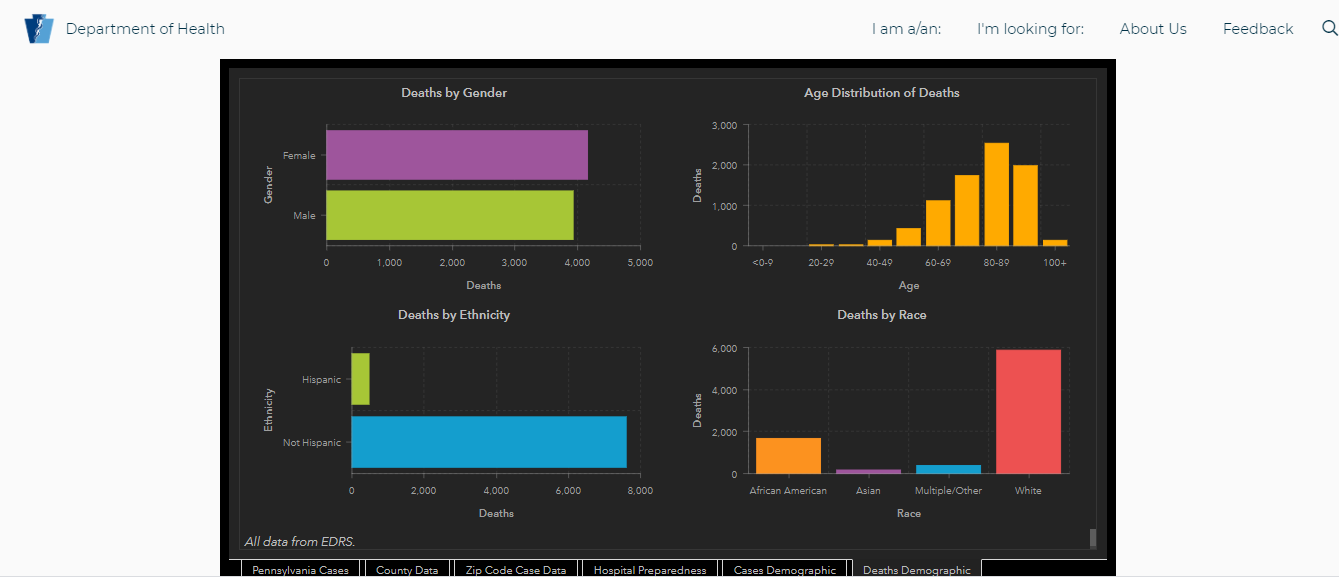 Department of Health
I am a/an:
I'm looking for:
About Us
Feedback
Deaths by Gender
Gender
Female
Male
0 1,000 2,000 3,000 4,000 5,000
Deaths
Age Distribution of Deaths
Deaths
3,000
2,000
1,000
0
<0-9 20-29 40-49 60-69 80-89 100+
Age
Deaths by Ethnicity
Ethnicity
Hispanic
Not Hispanic
0 2,000 4,000 6,000 8,000
Deaths
Deaths by Race
Deaths
6,000
4,000
2,000
0
African American Asian Multiple/Other White
Race
All data from EDRS.
Pennsylvania Cases
County Data
Zip Code Case Data
Hospital Preparedness
Cases Demographic
Deaths Demographic